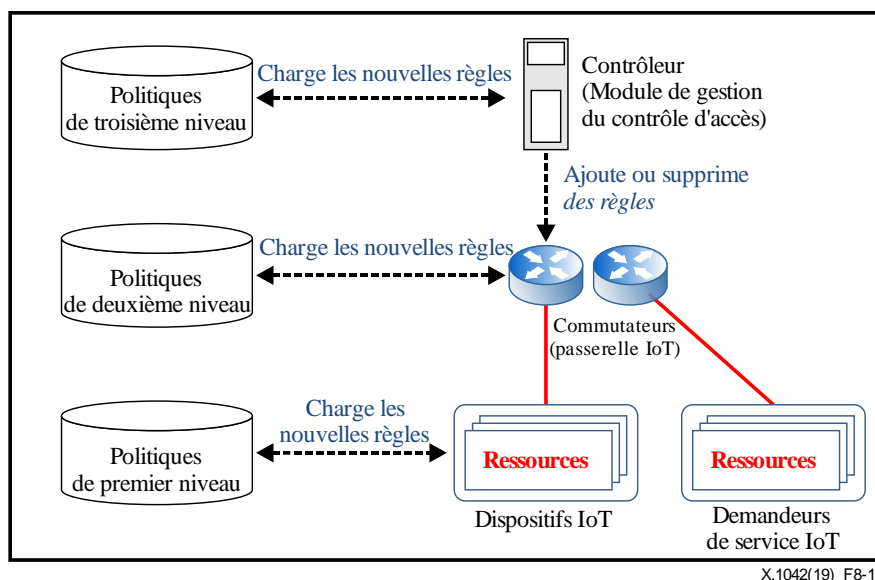 Politiques
de troisième niveau
Charge les nouvelles règles
Contrôleur
(Module de gestion
du contrôle d'accès)
Ajoute ou supprime
des règles
Politiques
de deuxième niveau
Charge les nouvelles règles
Commutateurs
(passerelle IoT)
Politiques
de premier niveau
Charge les
nouvelles règles
Ressources
Dispositifs IoT
Ressources
Demandeurs
de service IoT
X.1042(19)_F8-1